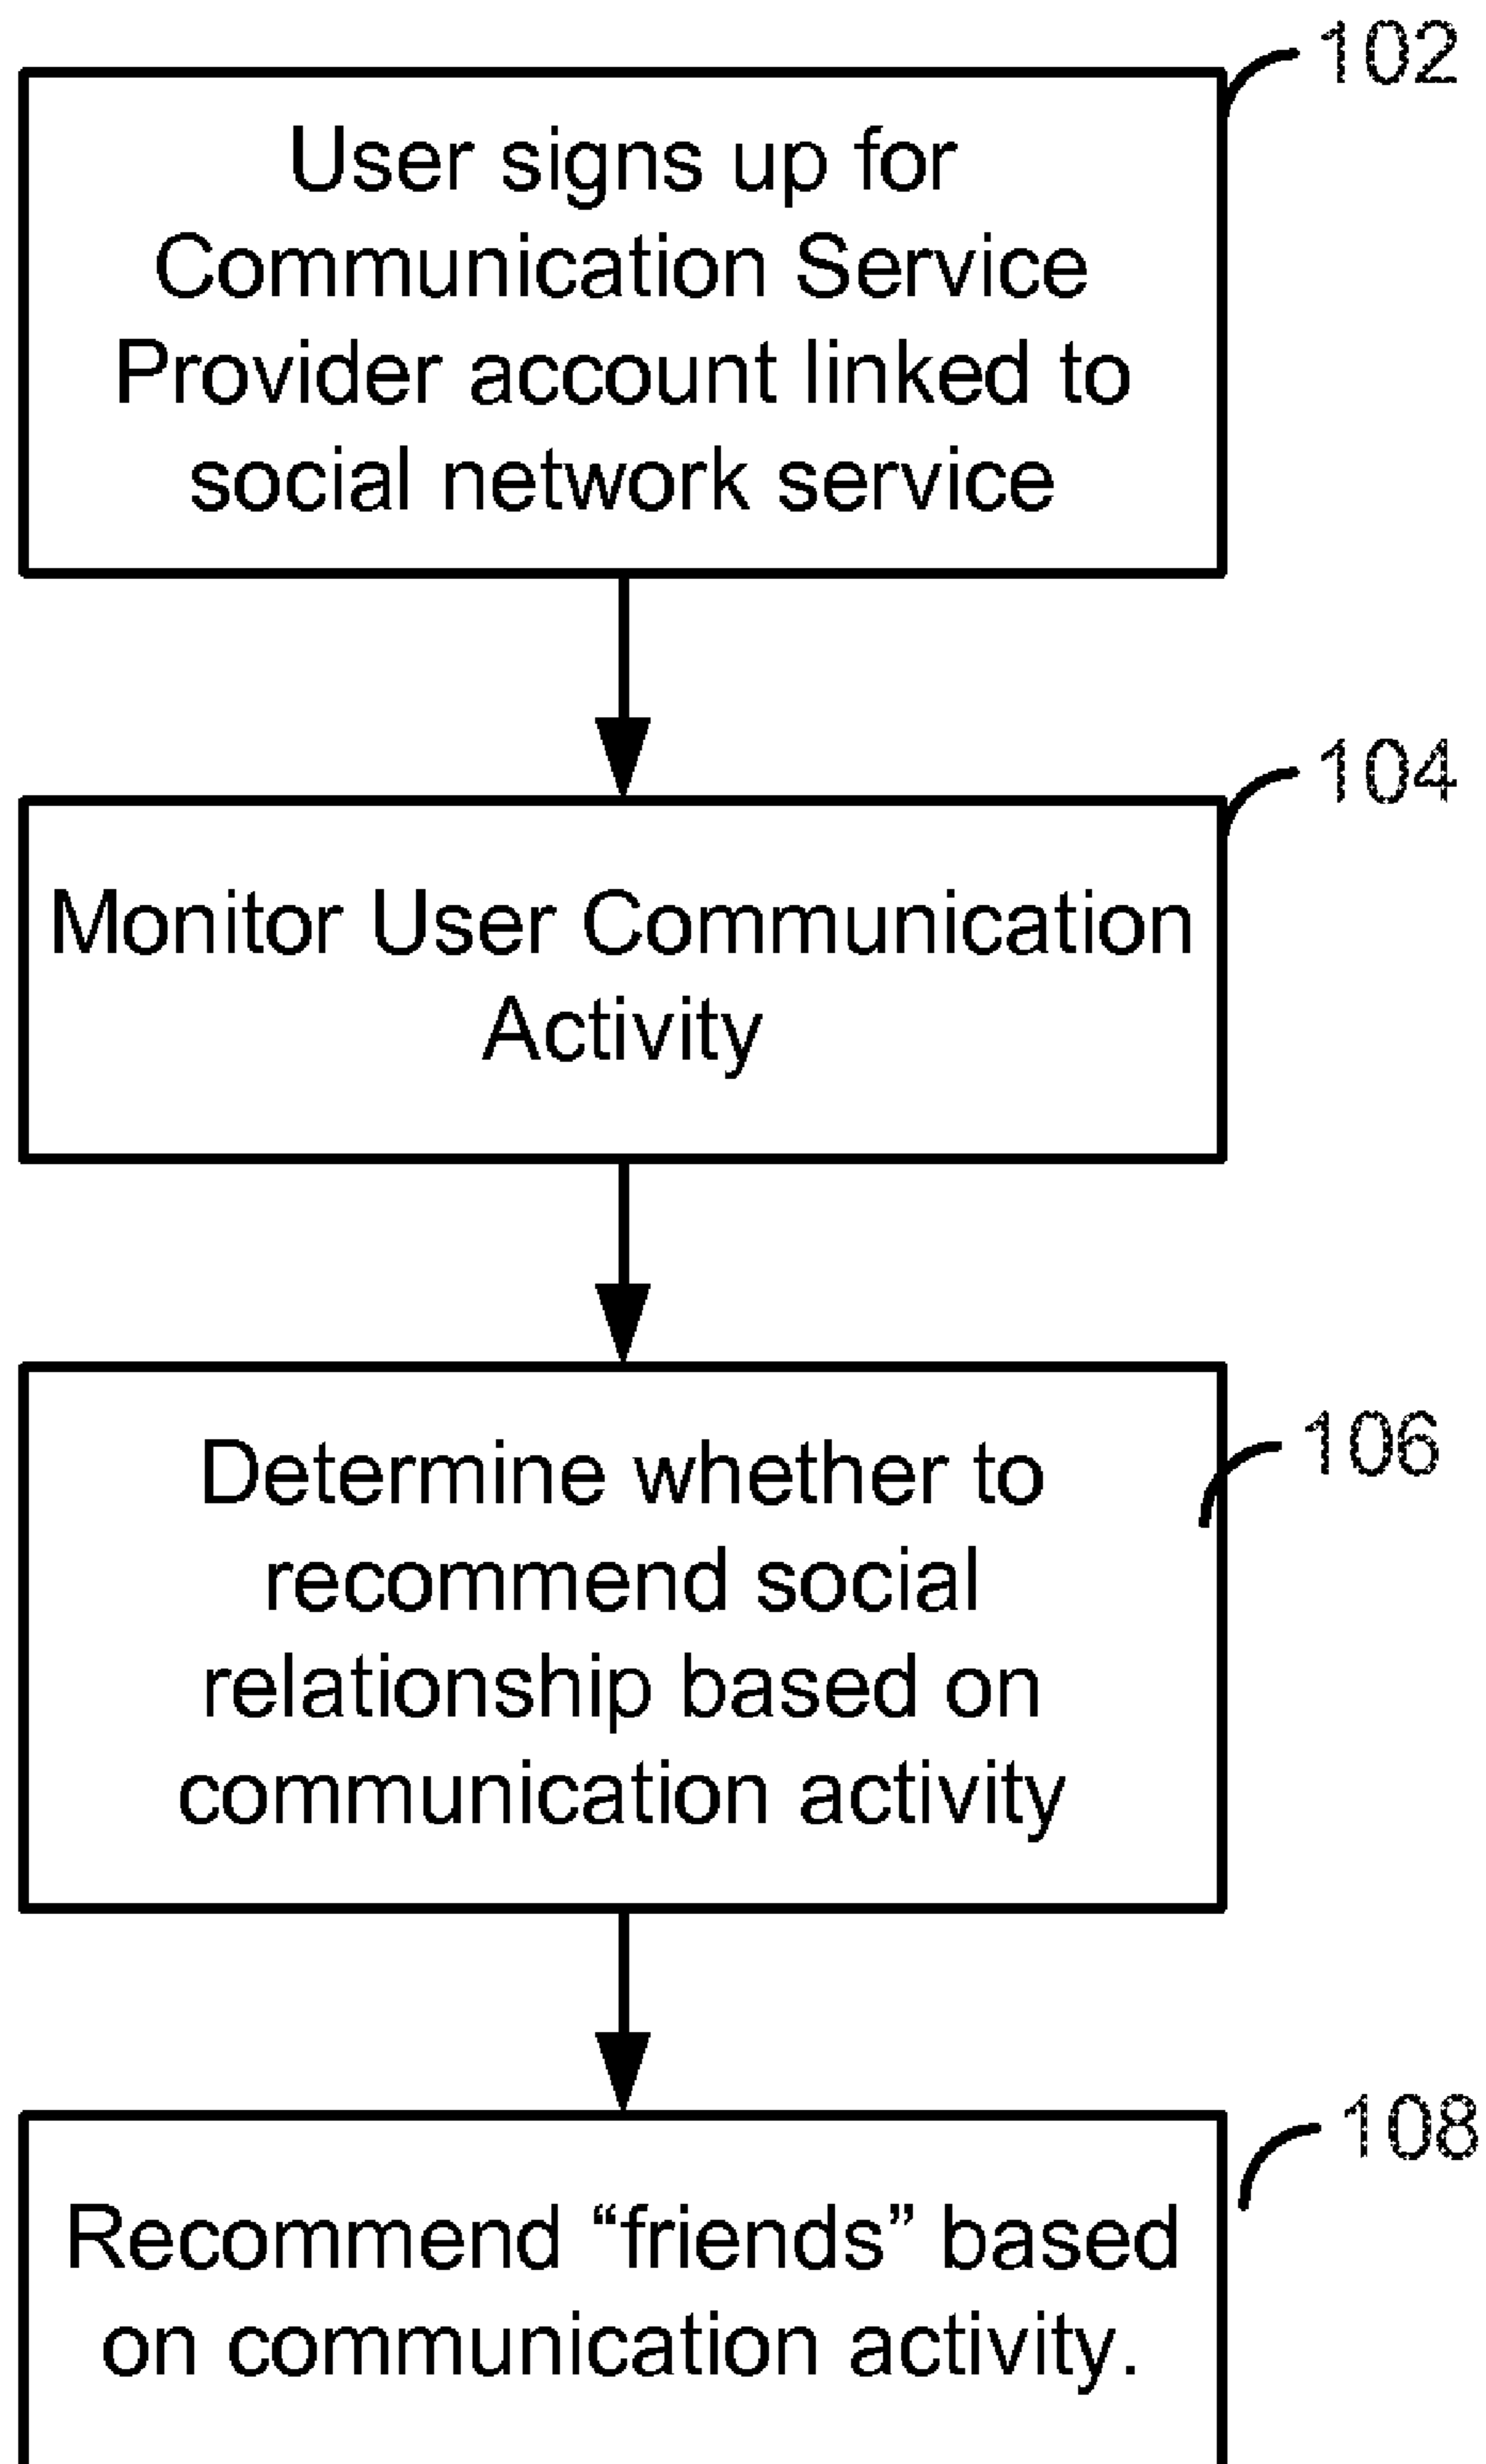 102
User signs up for
Communication Service
Provider account linked to
social network service
104
Monitor User Communication
Activity
106
Determine whether to
recommend social
relationship based on
communication activity
108
Recommend “friends” based
on communication activity.